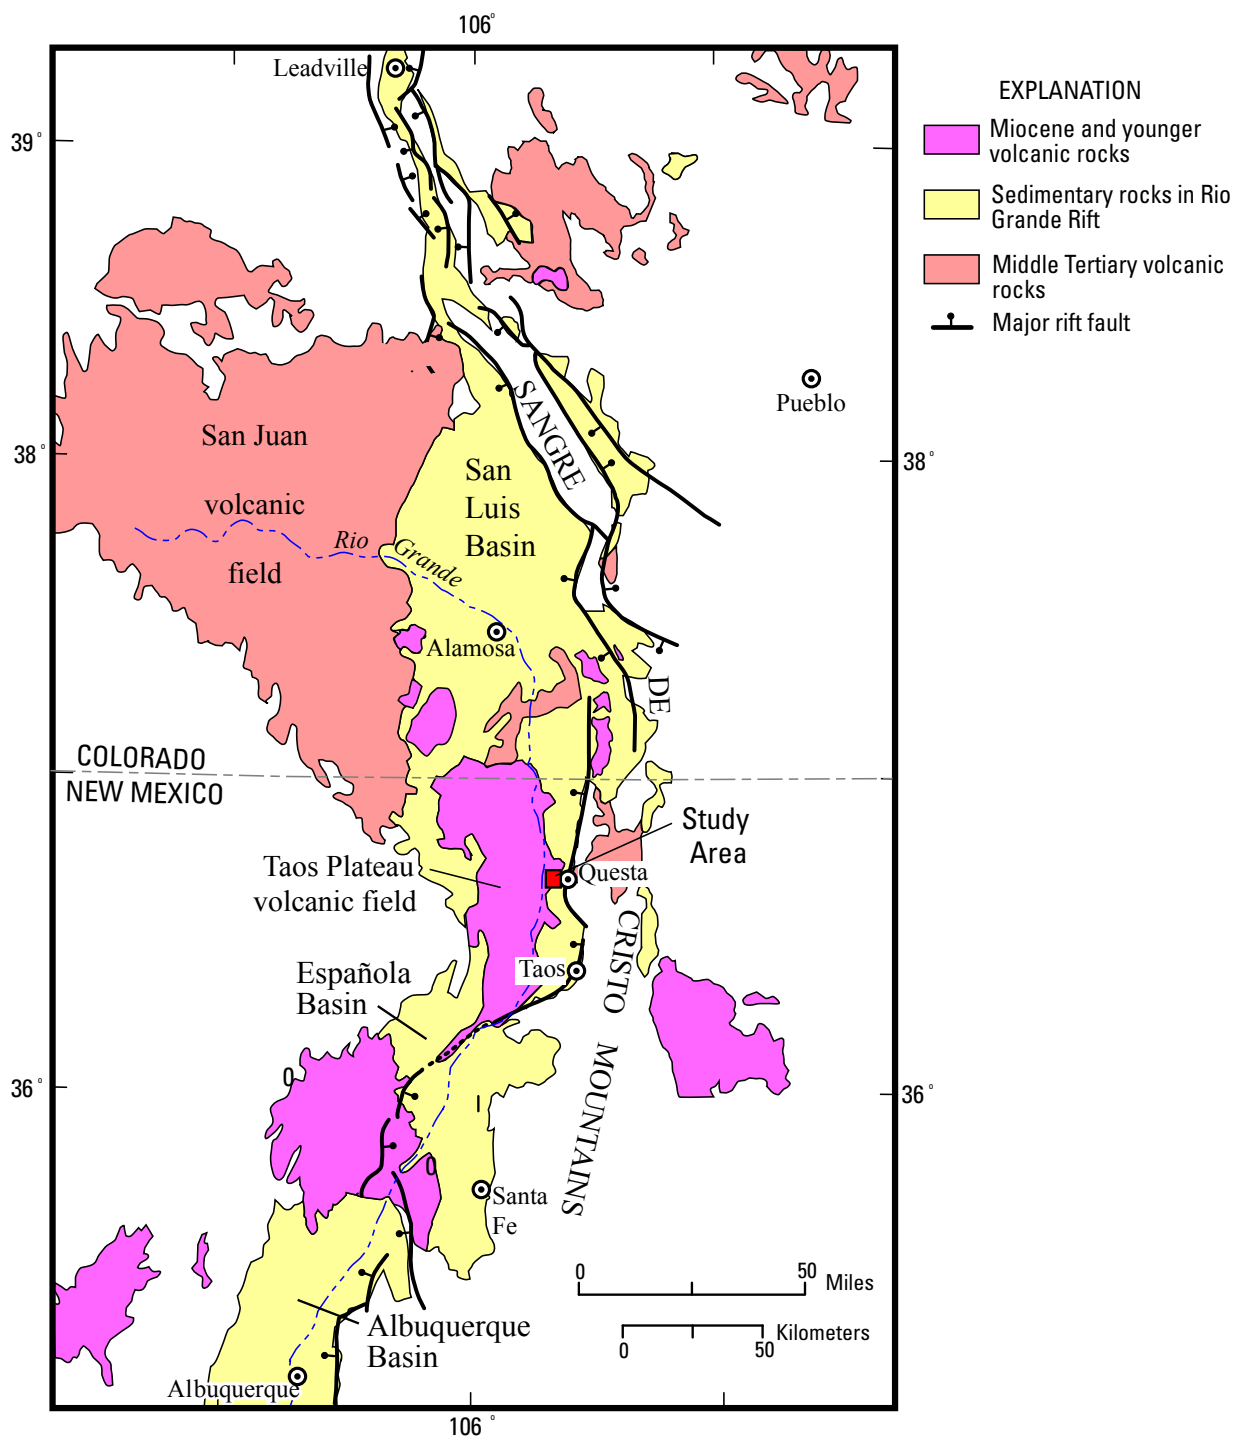 106°
Leadville
39°
EXPLANATION
Miocene and younger
volcanic rocks
Sedimentary rocks in Rio
Grande Rift
Middle Tertiary volcanic
rocks
Major rift fault
Pueblo
SANGRE
San Juan
volcanic
field
38°
38°
San
Luis
Basin
Rio Grande
Alamosa
DE
COLORADO
NEW MEXICO
Study
Area
Taos Plateau
volcanic field
Questa
CRISTO
Taos
Española
Basin
MOUNTAINS
36°
36°
Santa
Fe
0 50 Miles
Kilometers
0 50
Albuquerque
Basin
Albuquerque
106°